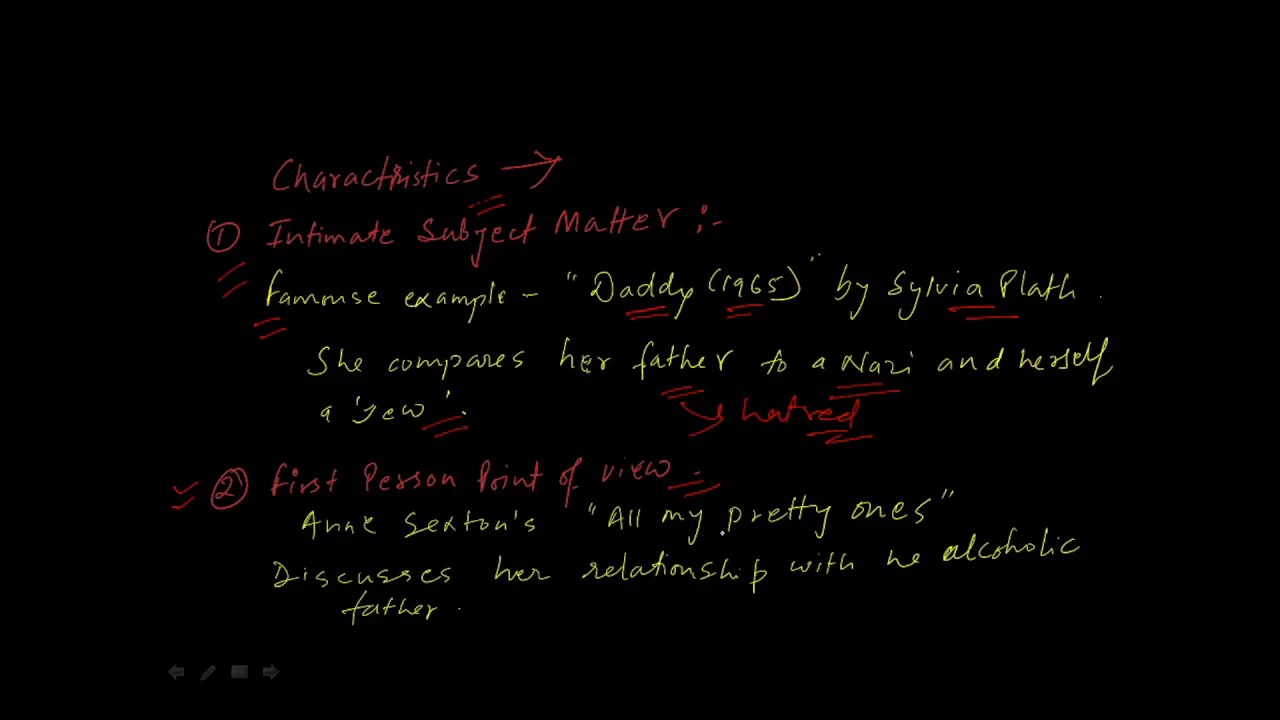 Characteristics →
① Intimate Subject Matter :-
Fammuse example - "Daddy (1965)" by Sylvia Plath .
She compares her father to a Nazi and herself
a 'Jew'.
hatred
② First Person Point of view .
Anne Sexton's "All my pretty ones"
Discusses her relationship with he alcoholic
father .